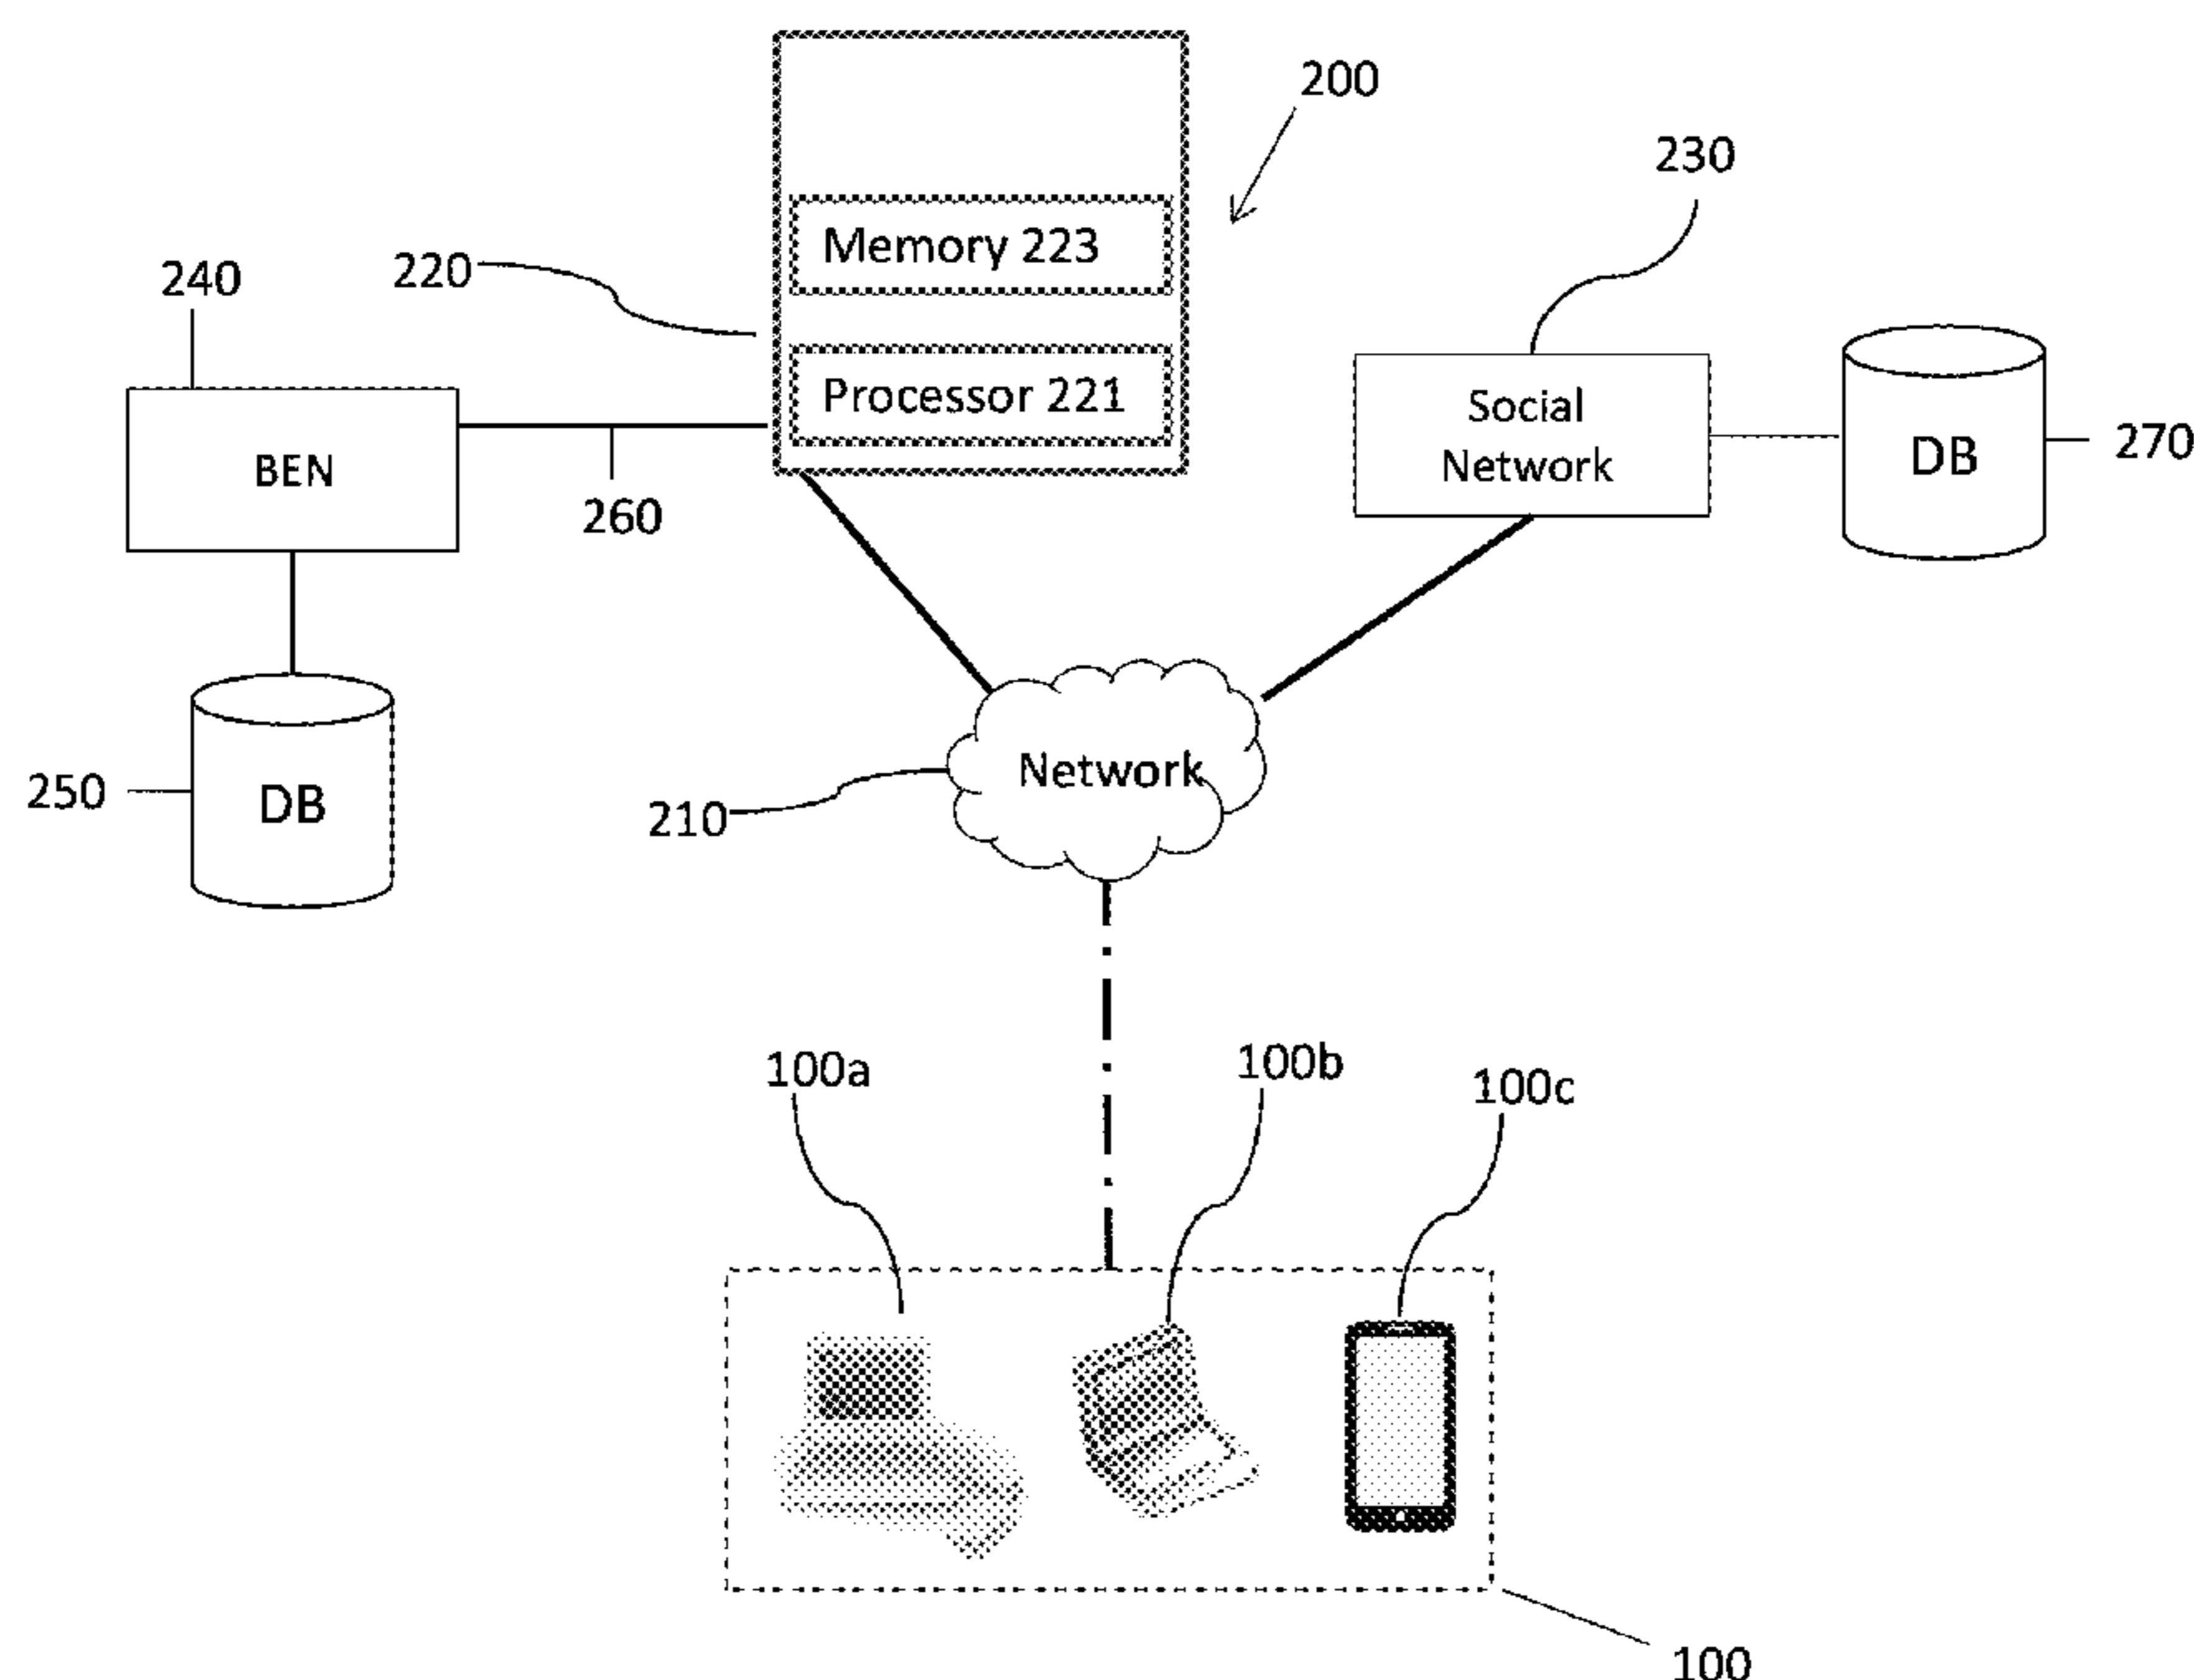 200
230
Memory 223
220
240
Processor 221
Social
Network
DB
270
BEN
260
Network
210
250
DB
100a
100b
100c
100